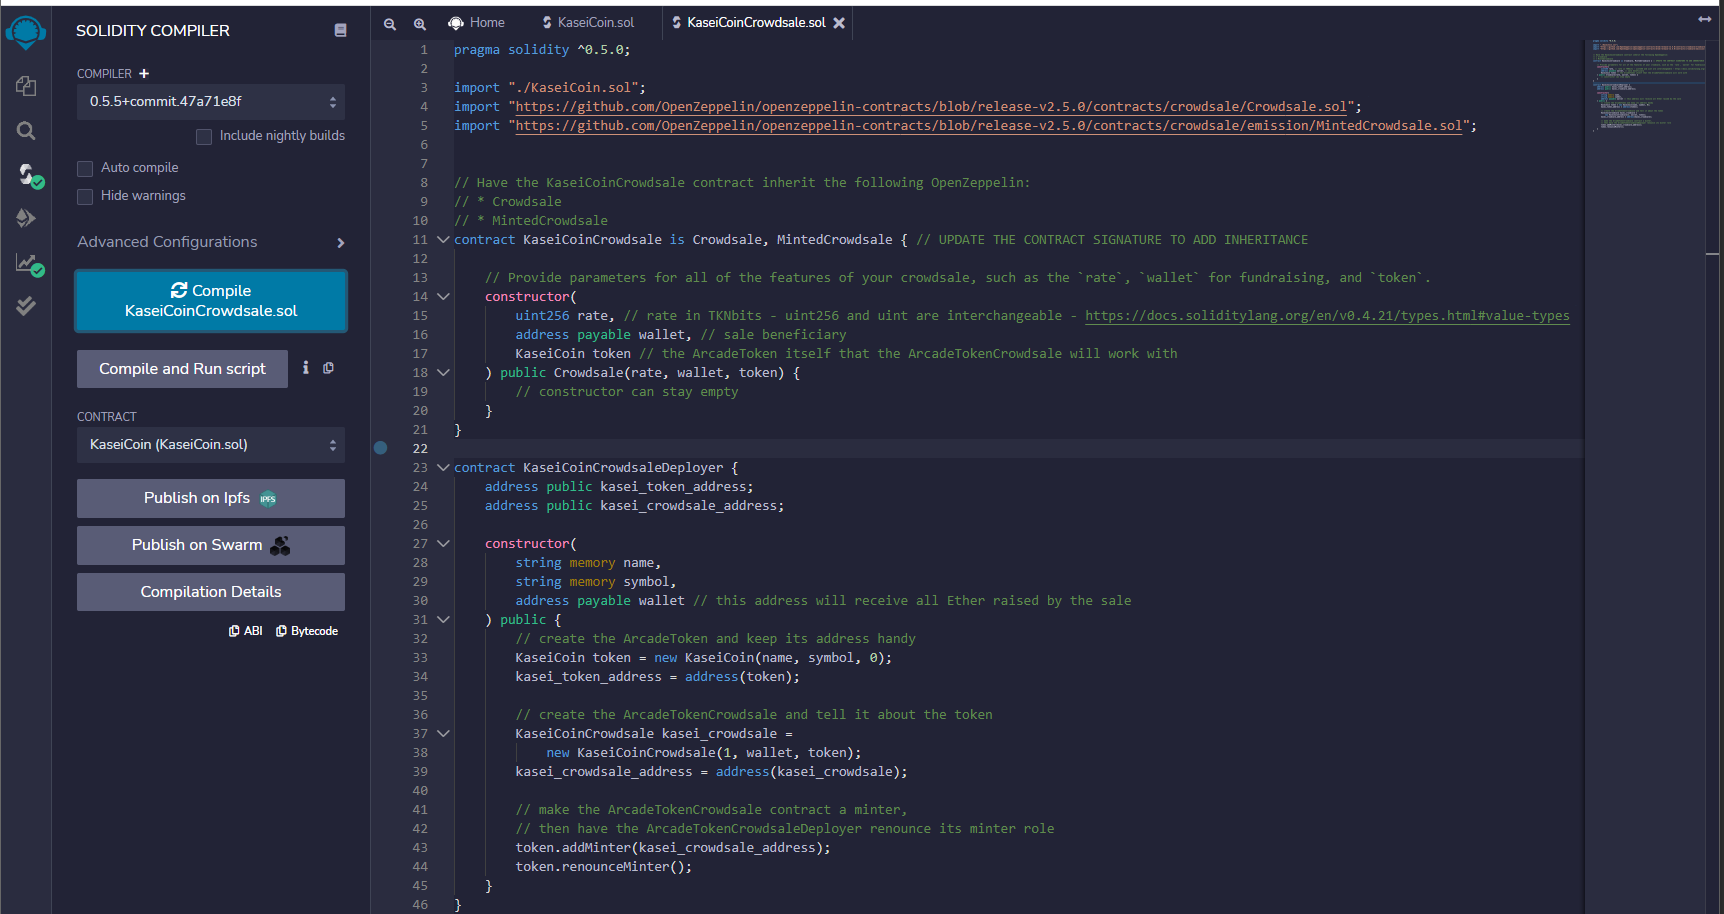 SOLIDITY COMPILER
COMPILER +
0.5.5+commit.47a71e8f
Include nightly builds
Auto compile
Hide warnings
Advanced Configurations
Compile
KaseiCoinCrowdsale.sol
Compile and Run script
CONTRACT
KaseiCoin (KaseiCoin.sol)
Publish on Ipfs
IPFS
Publish on Swarm
Compilation Details
ABI Bytecode
Home KaseiCoin.sol KaseiCoinCrowdsale.sol
1 pragma solidity ^0.5.0;
2
3 import "./KaseiCoin.sol";
4 import "https://github.com/OpenZeppelin/openzeppelin-contracts/blob/release-v2.5.0/contracts/crowdsale/Crowdsale.sol";
5 import "https://github.com/OpenZeppelin/openzeppelin-contracts/blob/release-v2.5.0/contracts/crowdsale/emission/MintedCrowdsale.sol";
6
7
8 // Have the KaseiCoinCrowdsale contract inherit the following OpenZeppelin:
9 // * Crowdsale
10 // * MintedCrowdsale
11 contract KaseiCoinCrowdsale is Crowdsale, MintedCrowdsale { // UPDATE THE CONTRACT SIGNATURE TO ADD INHERITANCE
12
13 // Provide parameters for all of the features of your crowdsale, such as the `rate`, `wallet` for fundraising, and `token`.
14 constructor(
15 uint256 rate, // rate in TKNbits - uint256 and uint are interchangeable - https://docs.soliditylang.org/en/v0.4.21/types.html#value-types
16 address payable wallet, // sale beneficiary
17 KaseiCoin token // the ArcadeToken itself that the ArcadeTokenCrowdsale will work with
18 ) public Crowdsale(rate, wallet, token) {
19 // constructor can stay empty
20 }
21 }
22
23 contract KaseiCoinCrowdsaleDeployer {
24 address public kasei_token_address;
25 address public kasei_crowdsale_address;
26
27 constructor(
28 string memory name,
29 string memory symbol,
30 address payable wallet // this address will receive all Ether raised by the sale
31 ) public {
32 // create the ArcadeToken and keep its address handy
33 KaseiCoin token = new KaseiCoin(name, symbol, 0);
34 kasei_token_address = address(token);
35
36 // create the ArcadeTokenCrowdsale and tell it about the token
37 KaseiCoinCrowdsale kasei_crowdsale =
38 new KaseiCoinCrowdsale(1, wallet, token);
39 kasei_crowdsale_address = address(kasei_crowdsale);
40
41 // make the ArcadeTokenCrowdsale contract a minter,
42 // then have the ArcadeTokenCrowdsaleDeployer renounce its minter role
43 token.addMinter(kasei_crowdsale_address);
44 token.renounceMinter();
45 }
46 }